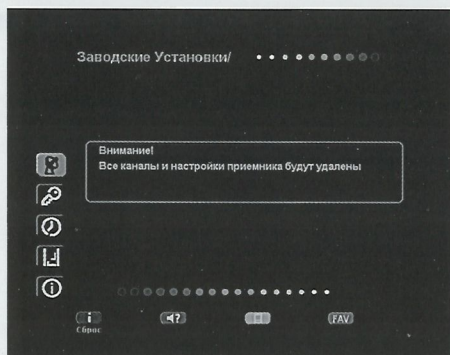 Заводские Установки/
Внимание!
Все каналы и настройки приемника будут удалены
i
?
FAV
Сброс